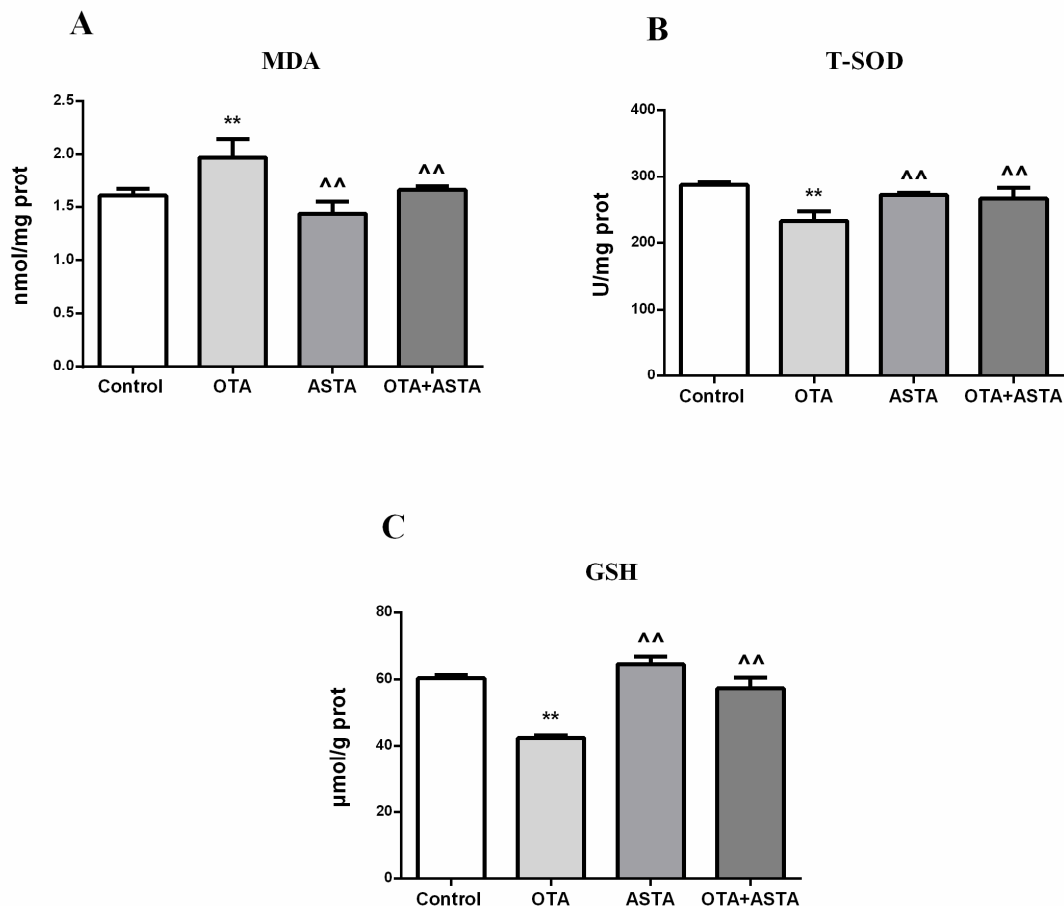 A
MDA
nmol/mg prot
2.5
2.0
1.5
1.0
0.5
0.0
**
^^
^^
Control OTA ASTA OTA+ASTA
B
T-SOD
U/mg prot
400
300
200
100
0
**
^^
^^
Control OTA ASTA OTA+ASTA
C
GSH
μmol/g prot
80
60
40
20
0
**
^^
^^
Control OTA ASTA OTA+ASTA